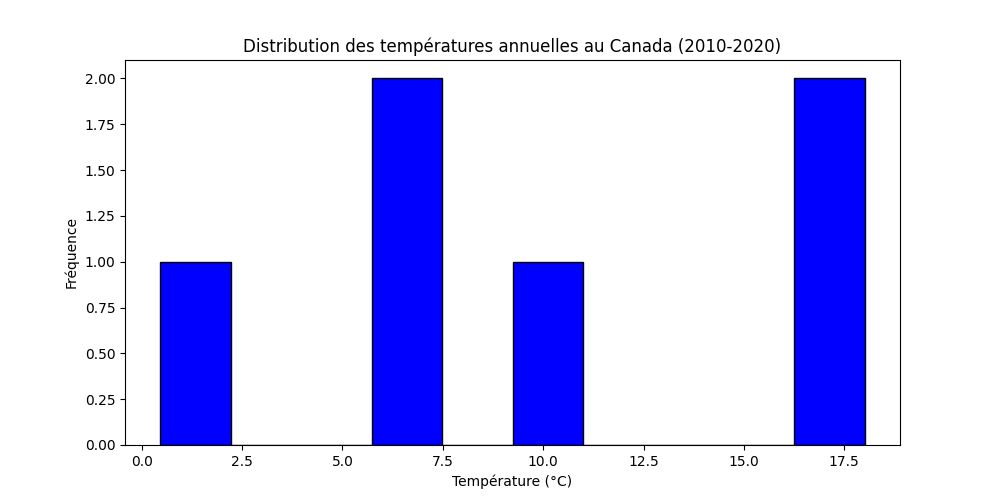 Distribution des températures annuelles au Canada (2010-2020)
Fréquence
2.00
1.75
1.50
1.25
1.00
0.75
0.50
0.25
0.00
0.0 2.5 5.0 7.5 10.0 12.5 15.0 17.5
Température (°C)